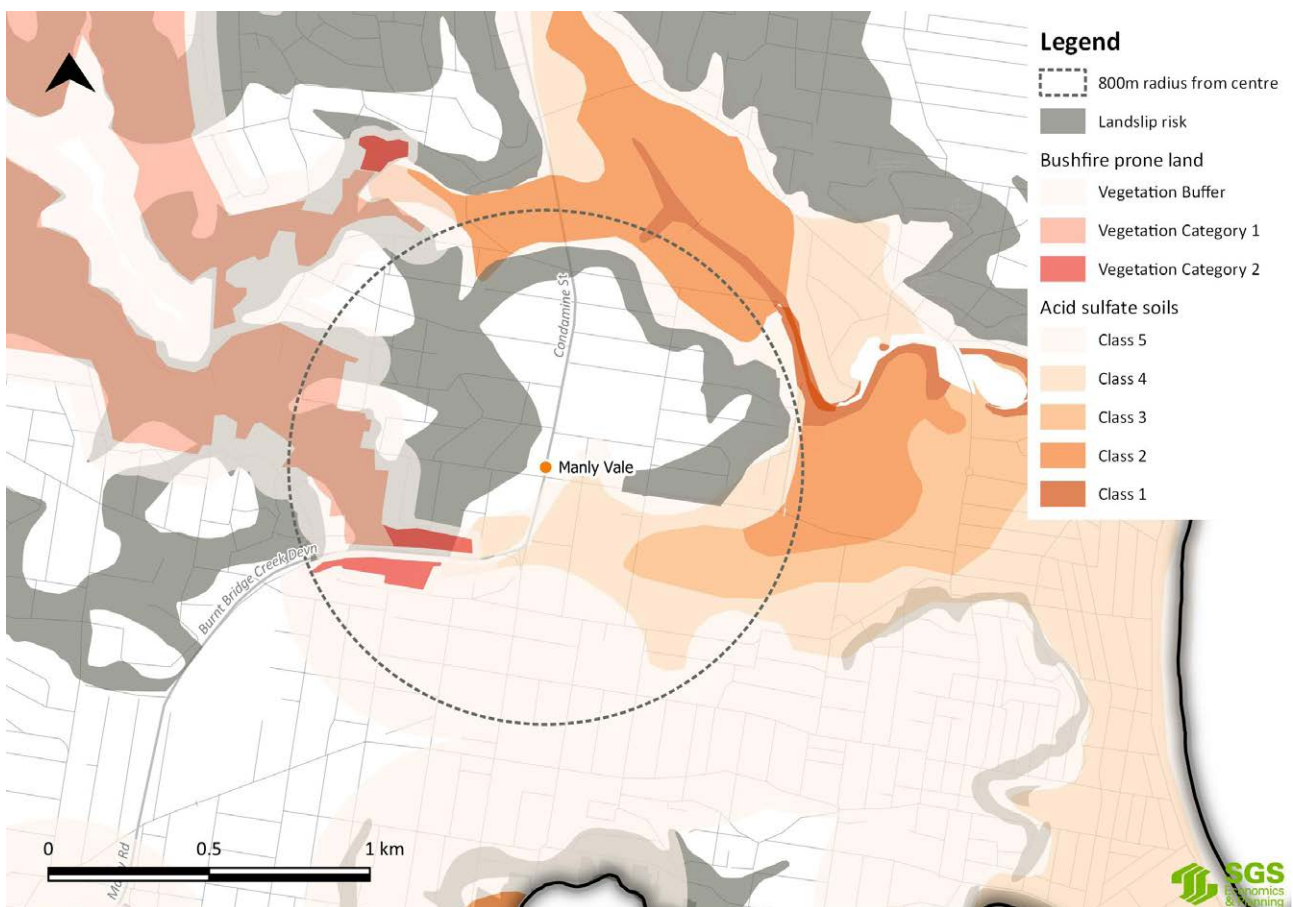 Legend
800m radius from centre
Landslip risk
Bushfire prone land
Vegetation Buffer
Vegetation Category 1
Vegetation Category 2
Acid sulfate soils
Class 5
Class 4
Class 3
Class 2
Class 1
Condamine St
Manly Vale
Burnt Bridge Creek Devn
0 0.5 1 km
Rd
SGS
Economics
& Planning